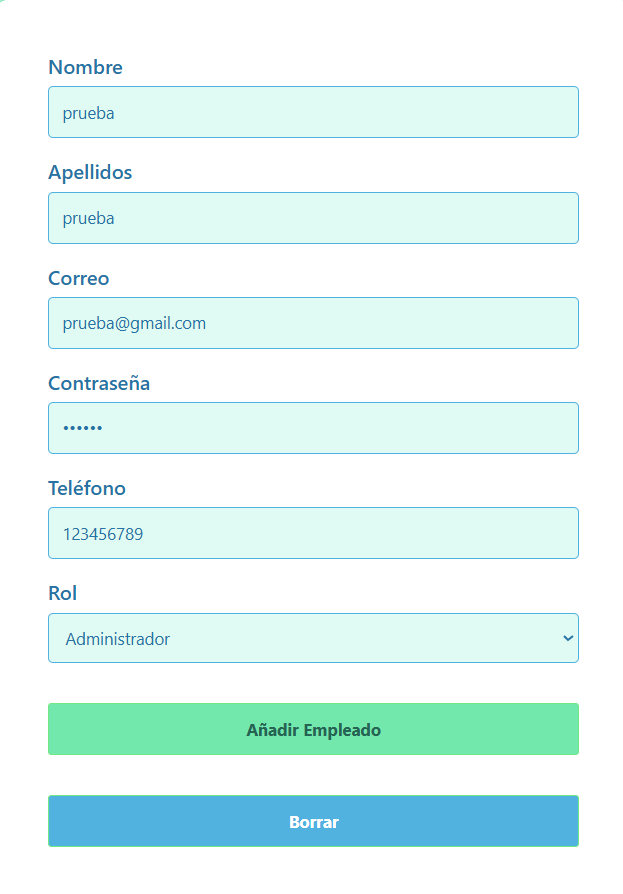 Nombre
prueba
Apellidos
prueba
Correo
prueba@gmail.com
Contraseña
••••••
Teléfono
123456789
Rol
Administrador
Añadir Empleado
Borrar